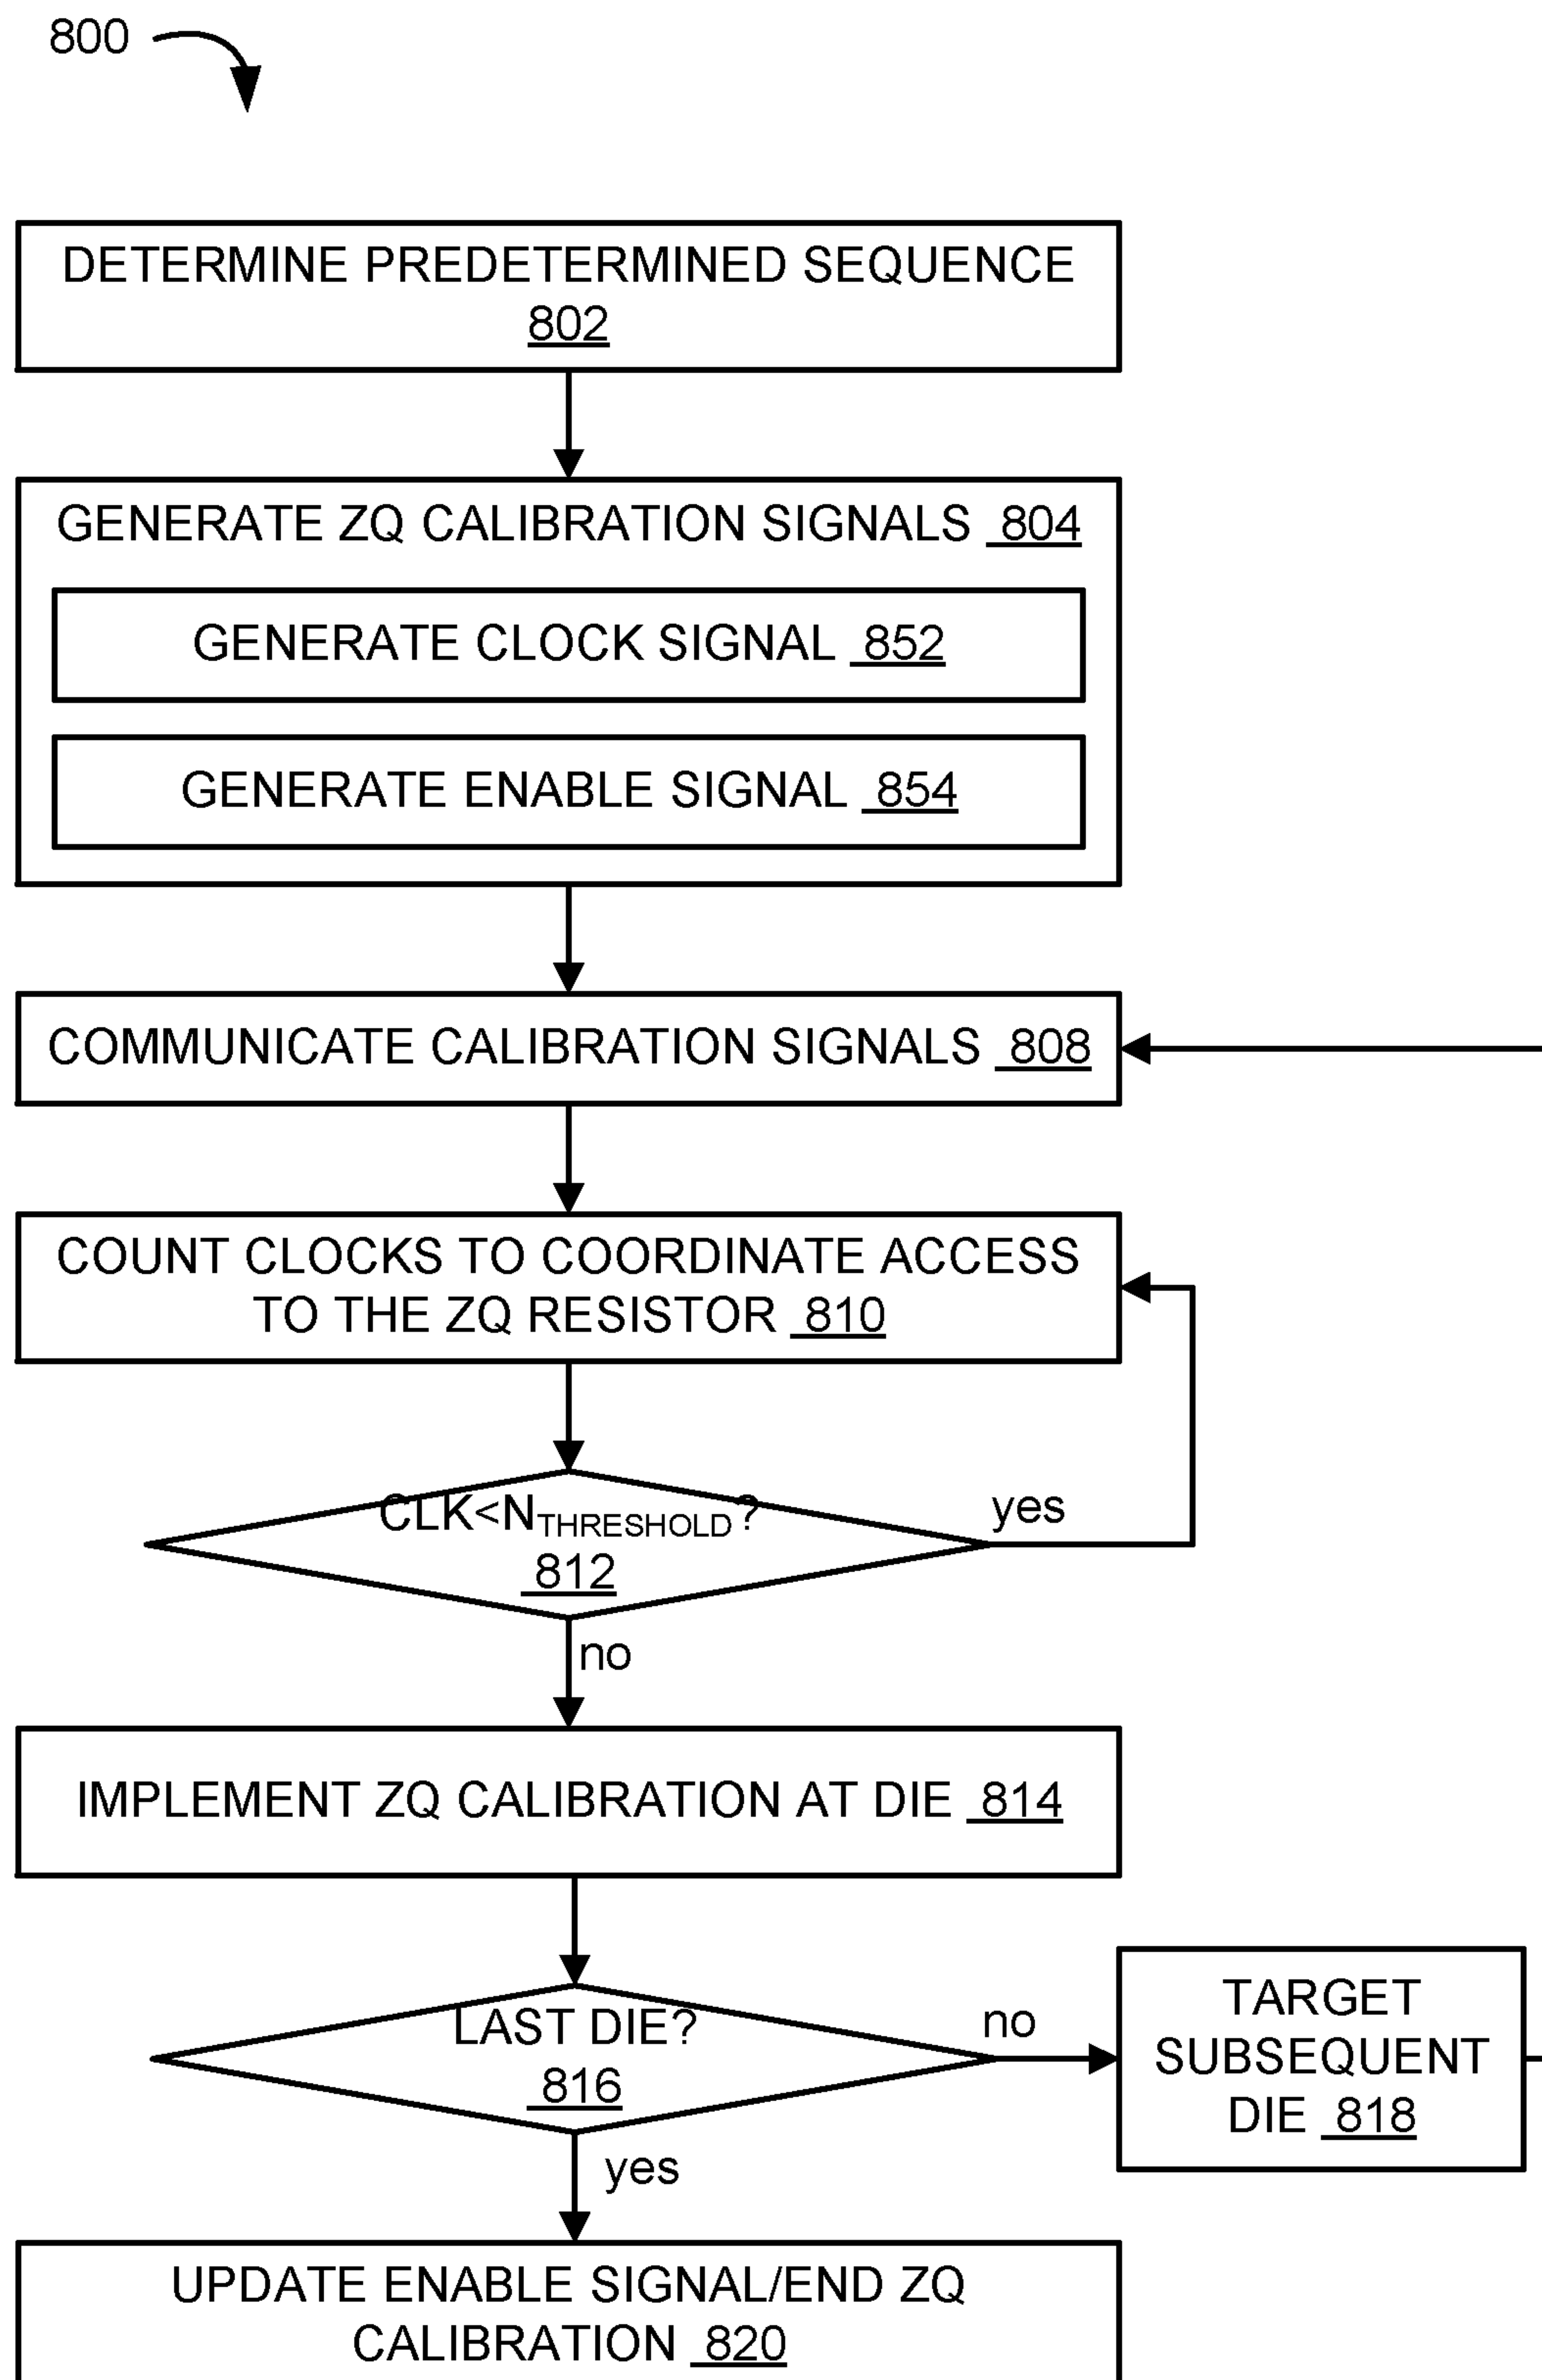 800
DETERMINE PREDETERMINED SEQUENCE
802
GENERATE ZQ CALIBRATION SIGNALS 804
GENERATE CLOCK SIGNAL 852
GENERATE ENABLE SIGNAL 854
COMMUNICATE CALIBRATION SIGNALS 808
COUNT CLOCKS TO COORDINATE ACCESS
TO THE ZQ RESISTOR 810
CLK<NTHRESHOLD?
812
yes
no
IMPLEMENT ZQ CALIBRATION AT DIE 814
LAST DIE?
816
no
TARGET
SUBSEQUENT
DIE 818
yes
UPDATE ENABLE SIGNAL/END ZQ
CALIBRATION 820